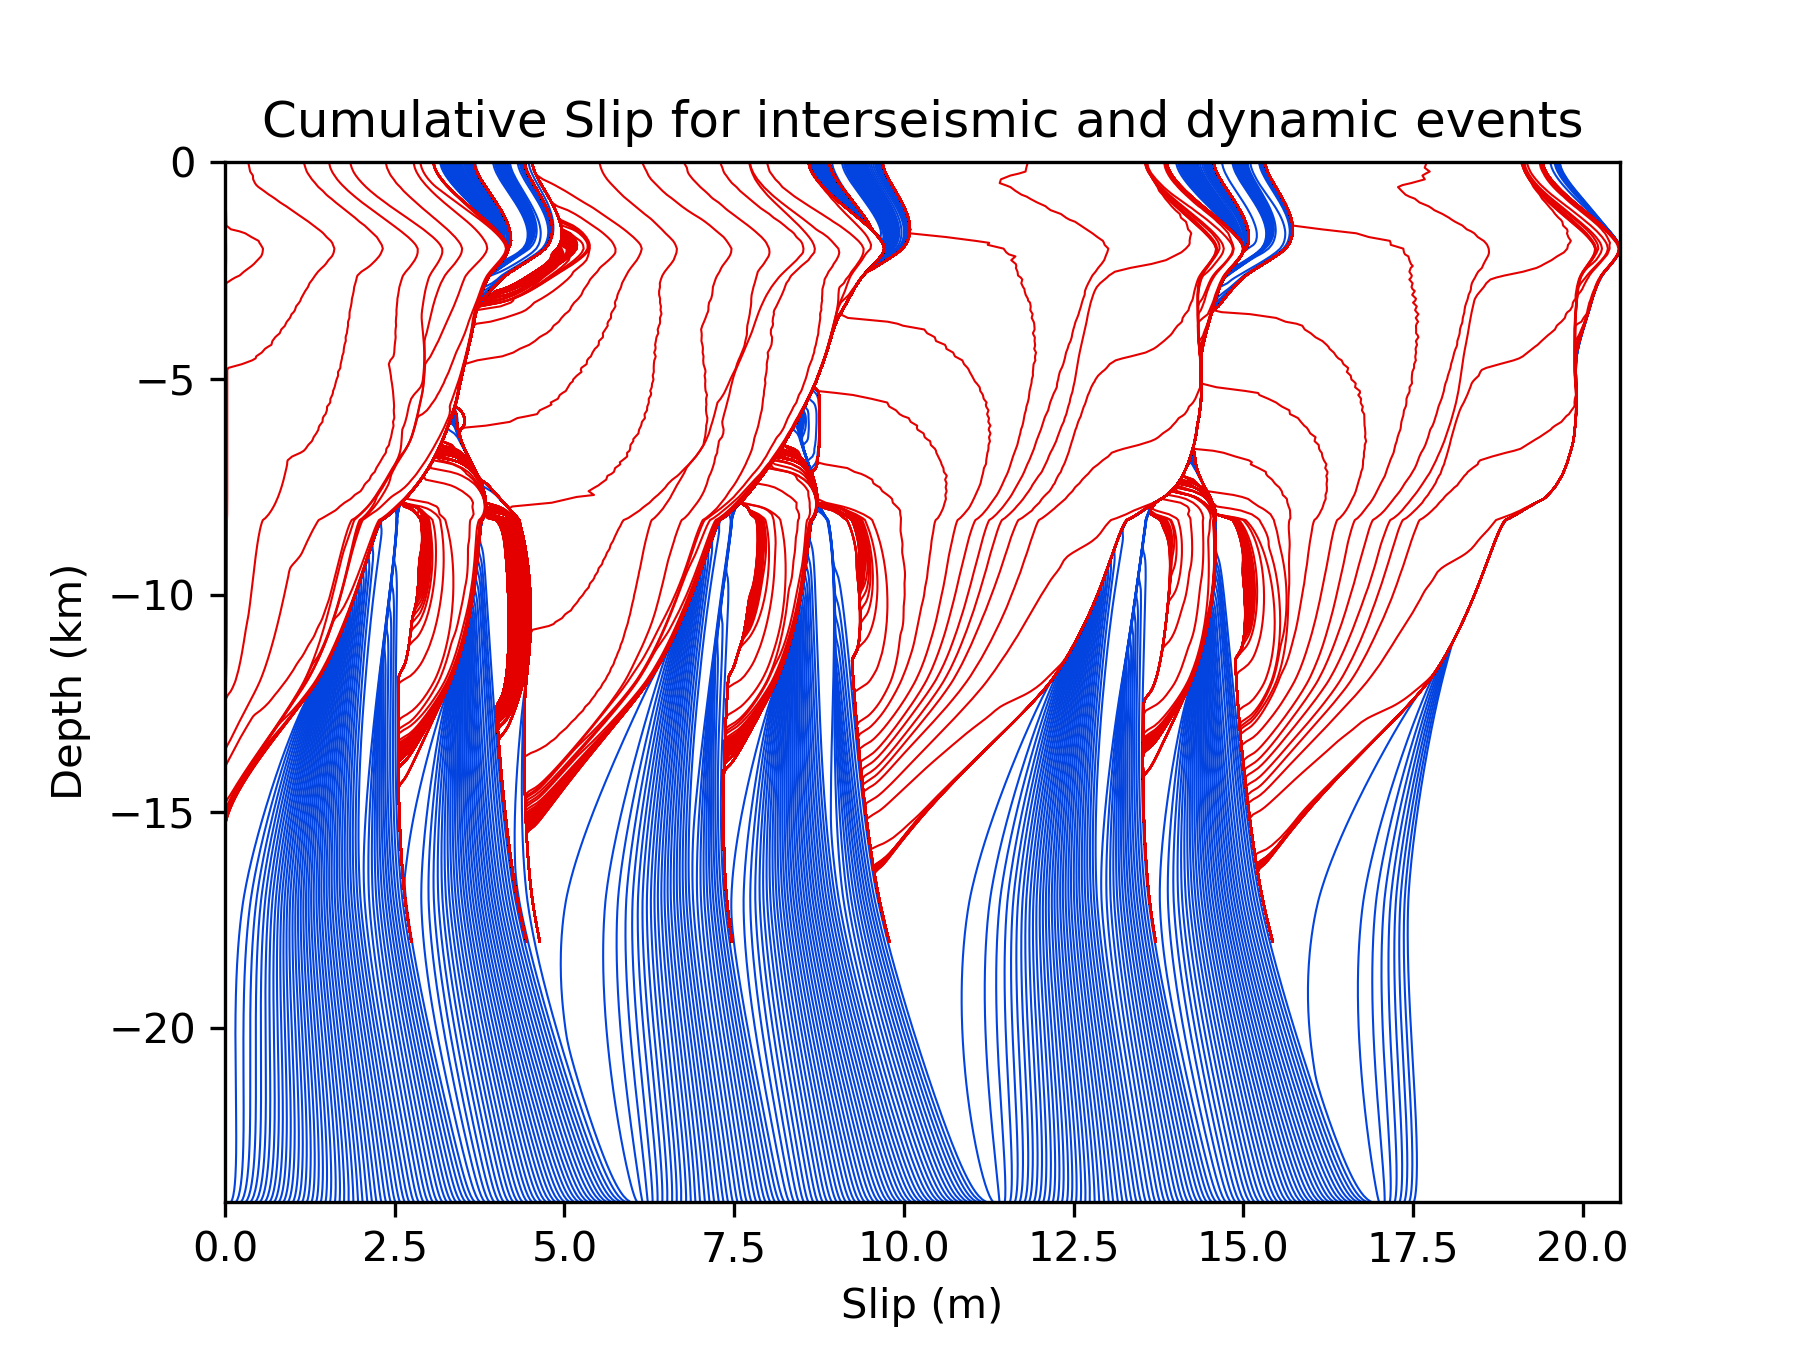 Cumulative Slip for interseismic and dynamic events
0
−5
−10
−15
−20
Depth (km)
0.0 2.5 5.0 7.5 10.0 12.5 15.0 17.5 20.0
Slip (m)